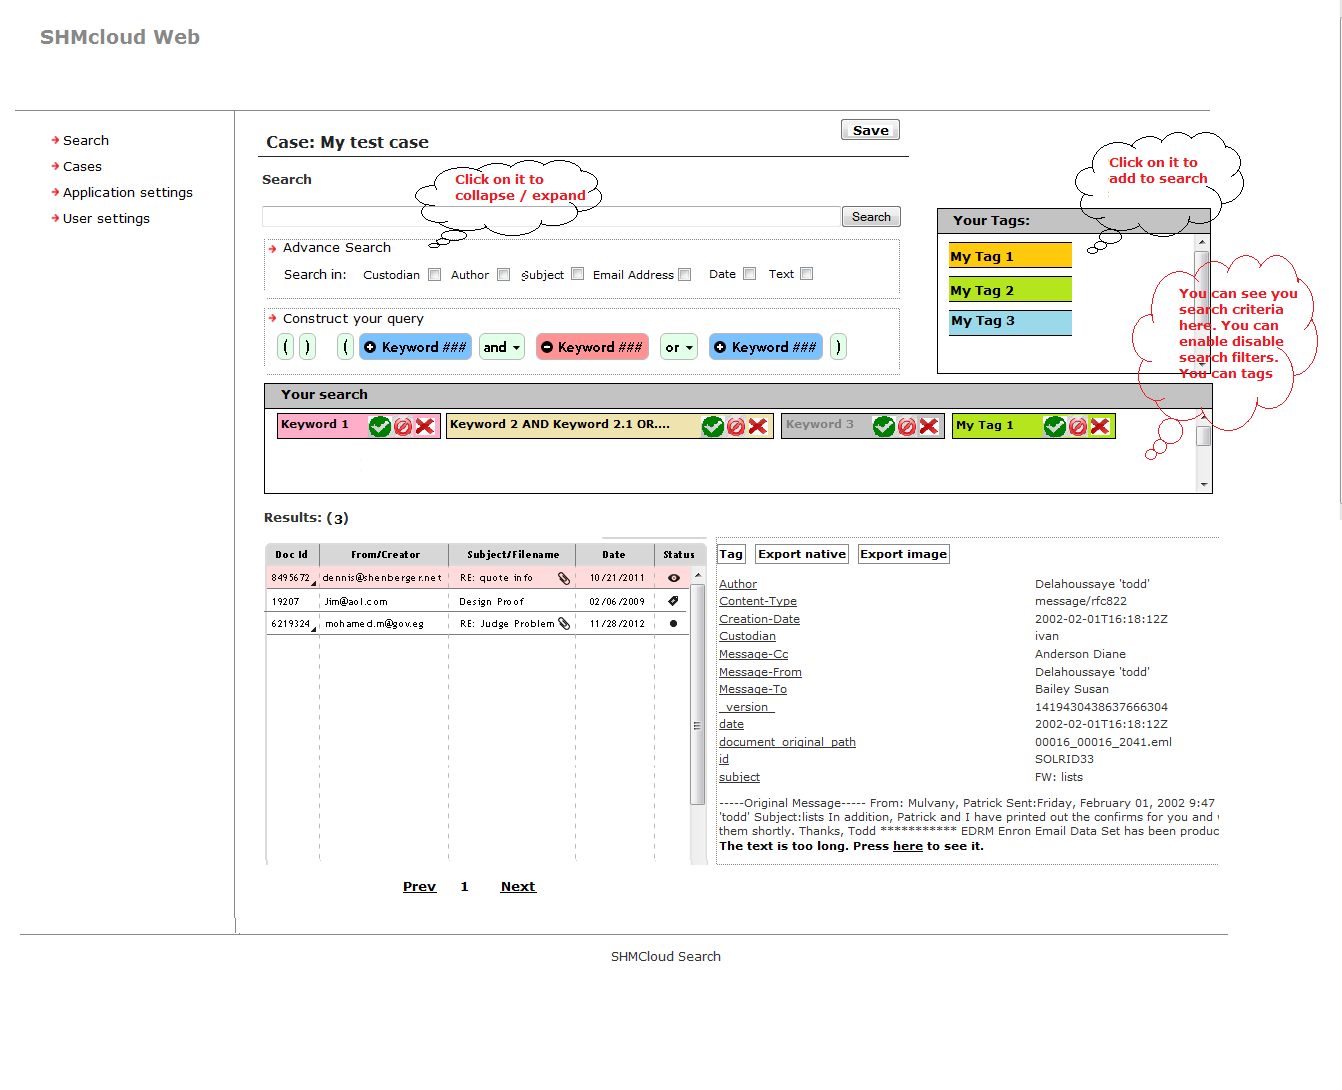 SHMcloud Web
Search
Cases
Application settings
User settings
Case: My test case
Save
Search
Click on it to
collapse / expand
Search
Advance Search
Search in: Custodian Author Subject Email Address Date Text
Construct your query
( ) ( Keyword ### and Keyword ### or Keyword ### )
Click on it to
add to search
Your Tags:
My Tag 1
My Tag 2
My Tag 3
You can see you
search criteria
here. You can
enable disable
search filters.
You can tags
Your search
Keyword 1 Keyword 2 AND Keyword 2.1 OR.... Keyword 3 My Tag 1
Results: (3)
Doc Id From/Creator Subject/Filename Date Status
8495672 dennis@shenberger.net RE: quote info 10/21/2011
19207 Jim@aol.com Design Proof 02/06/2009
6219324 mohamed.m@gov.eg RE: Judge Problem 11/28/2012
Prev 1 Next
Tag Export native Export image
Author Delahoussaye 'todd'
Content-Type message/rfc822
Creation-Date 2002-02-01T16:18:12Z
Custodian ivan
Message-Cc Anderson Diane
Message-From Delahoussaye 'todd'
Message-To Bailey Susan
_version_ 1419430438637666304
date 2002-02-01T16:18:12Z
document_original_path 00016_00016_2041.eml
id SOLRID33
subject FW: lists
-----Original Message----- From: Mulvany, Patrick Sent:Friday, February 01, 2002 9:47
'todd' Subject:lists In addition, Patrick and I have printed out the confirms for you and
them shortly. Thanks, Todd *********** EDRM Enron Email Data Set has been produc
The text is too long. Press here to see it.
SHMCloud Search